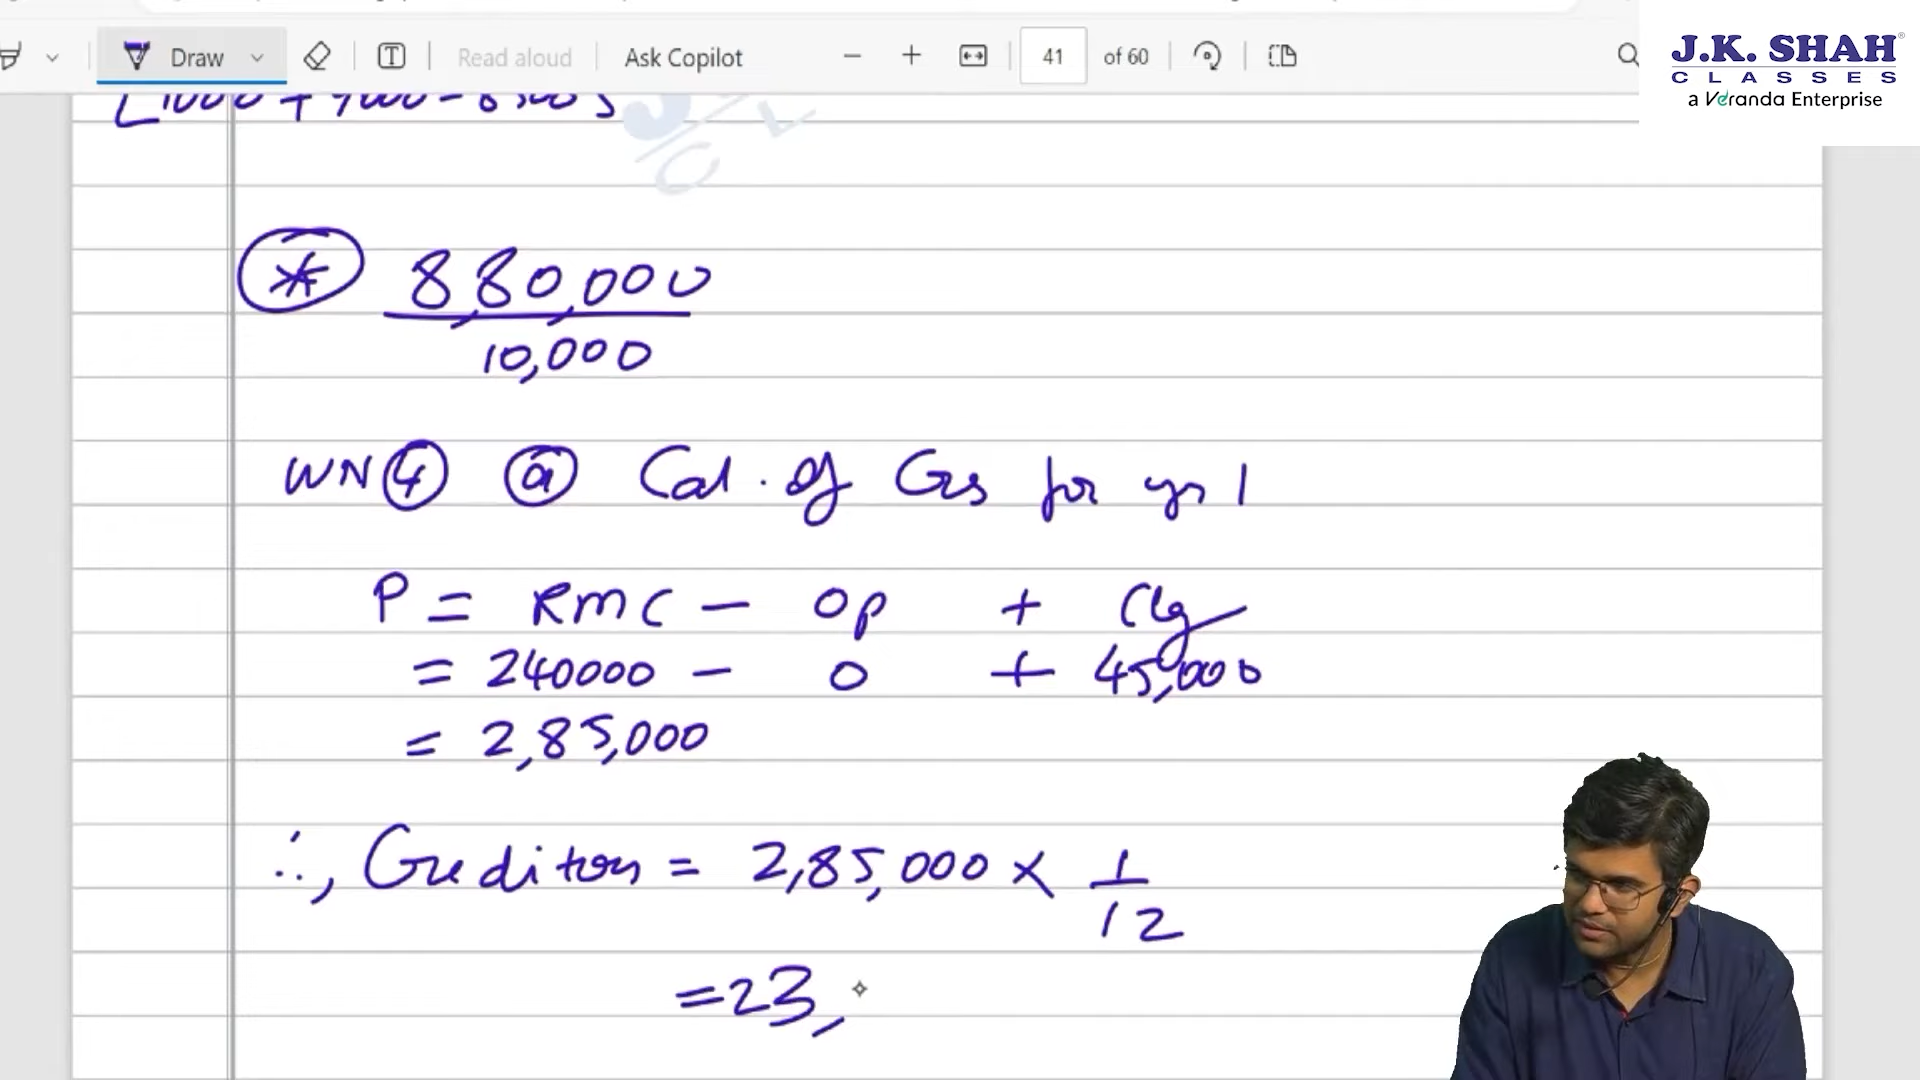 Draw
Read aloud
Ask Copilot
41 of 60
J.K. SHAH
CLASSES
a Veranda Enterprise
* 8,80,000
10,000
WN 4 a Cal. of Crs for yr 1
P = RMC - Op + Clg
= 240000 - 0 + 45,000
= 2,85,000
∴, Creditors = 2,85,000 × 1
12
= 23,